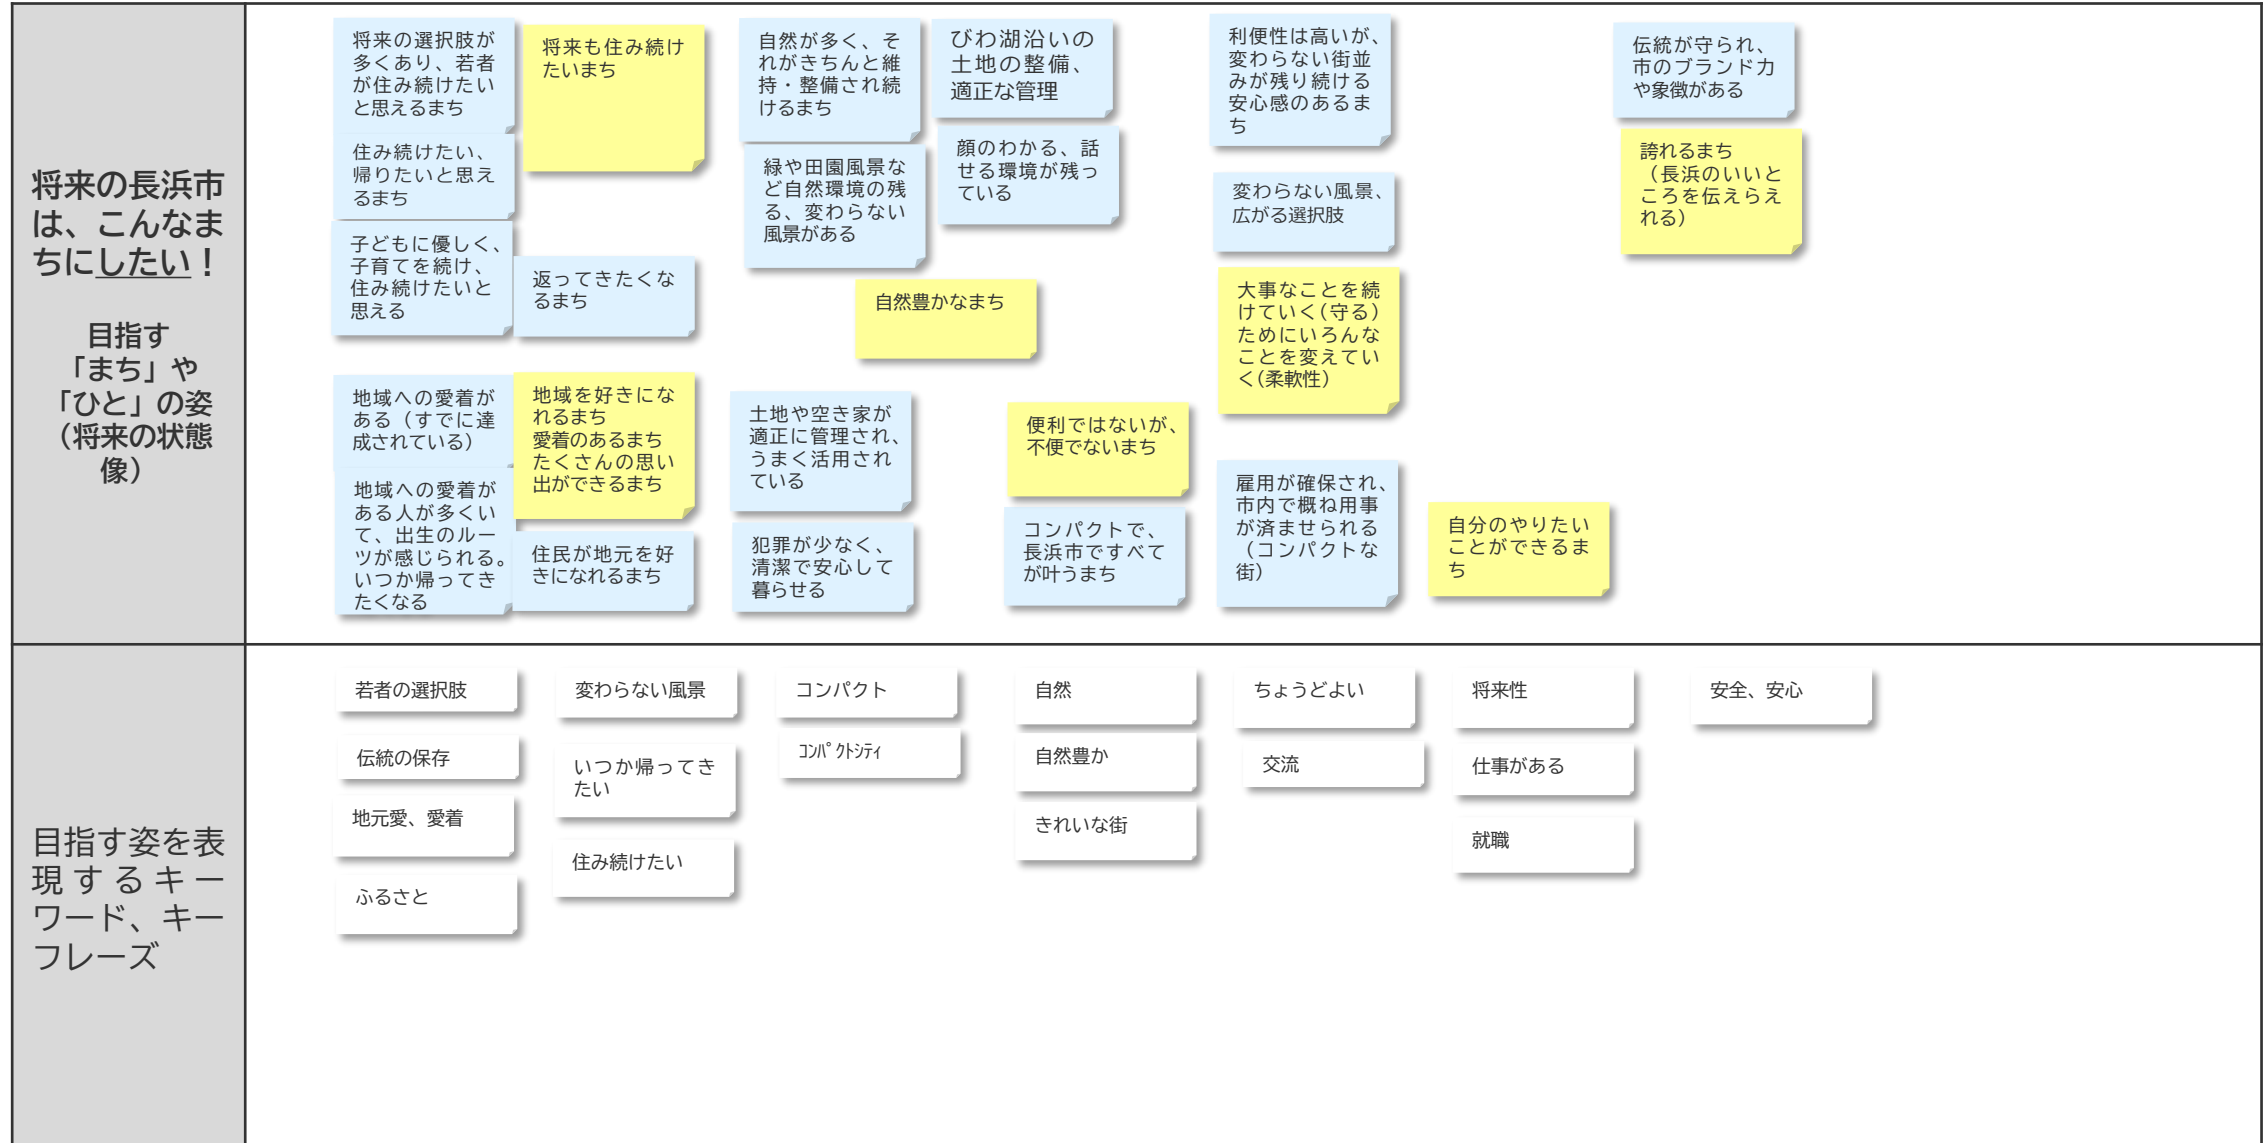 将来の長浜市
は、こんなま
ちにしたい！
目指す
「まち」や
「ひと」の姿
（将来の状態
像）
将来の選択肢が
多くあり、若者
が住み続けたい
と思えるまち
将来も住み続け
たいまち
住み続けたい、
帰りたいと思え
るまち
子どもに優しく、
子育てを続け、
住み続けたいと
思える
返ってきたくな
るまち
地域への愛着が
ある（すでに達
成されている）
地域を好きにな
れるまち
愛着のあるまち
たくさんの思い
出ができるまち
地域への愛着が
ある人が多くい
て、出生のルー
ツが感じられる。
いつか帰ってき
たくなる
住民が地元を好
きになれるまち
自然が多く、そ
れがきちんと維
持・整備され続
けるまち
びわ湖沿いの
土地の整備、
適正な管理
緑や田園風景な
ど自然環境の残
る、変わらない
風景がある
顔のわかる、話
せる環境が残っ
ている
自然豊かなまち
土地や空き家が
適正に管理され、
うまく活用され
ている
犯罪が少なく、
清潔で安心して
暮らせる
便利ではないが、
不便でないまち
コンパクトで、
長浜市ですべて
が叶うまち
利便性は高いが、
変わらない街並
みが残り続ける
安心感のあるま
ち
変わらない風景、
広がる選択肢
大事なことを続
けていく（守る）
ためにいろんな
ことを変えてい
く（柔軟性）
雇用が確保され、
市内で概ね用事
が済ませられる
（コンパクトな
街）
自分のやりたい
ことができるま
ち
伝統が守られ、
市のブランド力
や象徴がある
誇れるまち
（長浜のいいと
ころを伝えらえ
れる）
目指す姿を表
現するキー
ワード、キー
フレーズ
若者の選択肢
伝統の保存
地元愛、愛着
ふるさと
変わらない風景
いつか帰ってき
たい
住み続けたい
コンパクト
ｺﾝﾊﾟｸﾄｼﾃｨ
自然
自然豊か
きれいな街
ちょうどよい
交流
将来性
仕事がある
就職
安全、安心